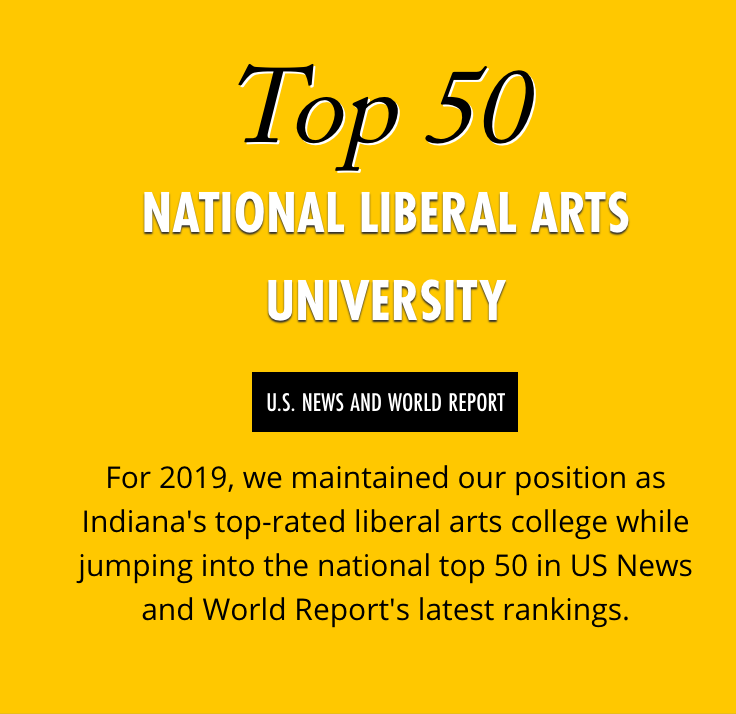 Top 50
NATIONAL LIBERAL ARTS
UNIVERSITY
U.S. NEWS AND WORLD REPORT
For 2019, we maintained our position as
Indiana's top-rated liberal arts college while
jumping into the national top 50 in US News
and World Report's latest rankings.